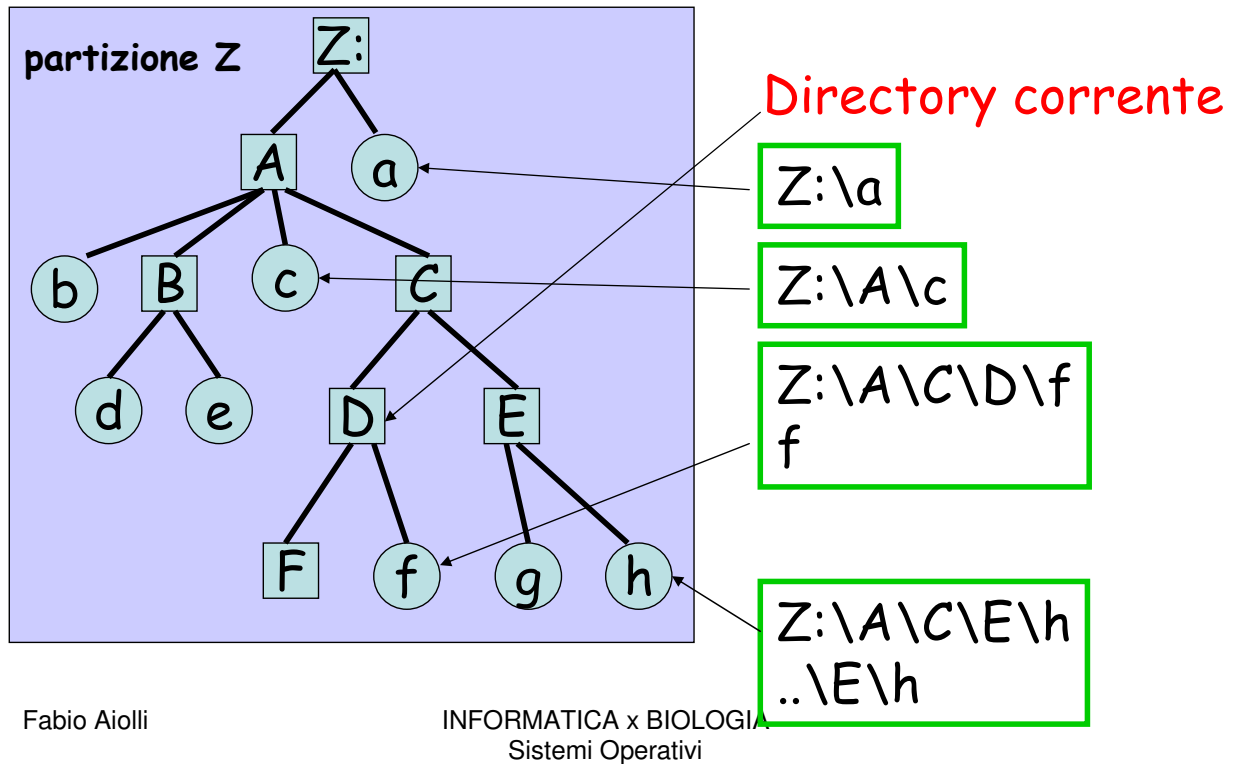 partizione Z
Z:
A
a
b
B
c
C
d
e
D
E
F
f
g
h
Directory corrente
Z:\a
Z:\A\c
Z:\A\C\D\f
f
Z:\A\C\E\h
..\E\h
Fabio Aiolli
INFORMATICA x BIOLOGIA
Sistemi Operativi